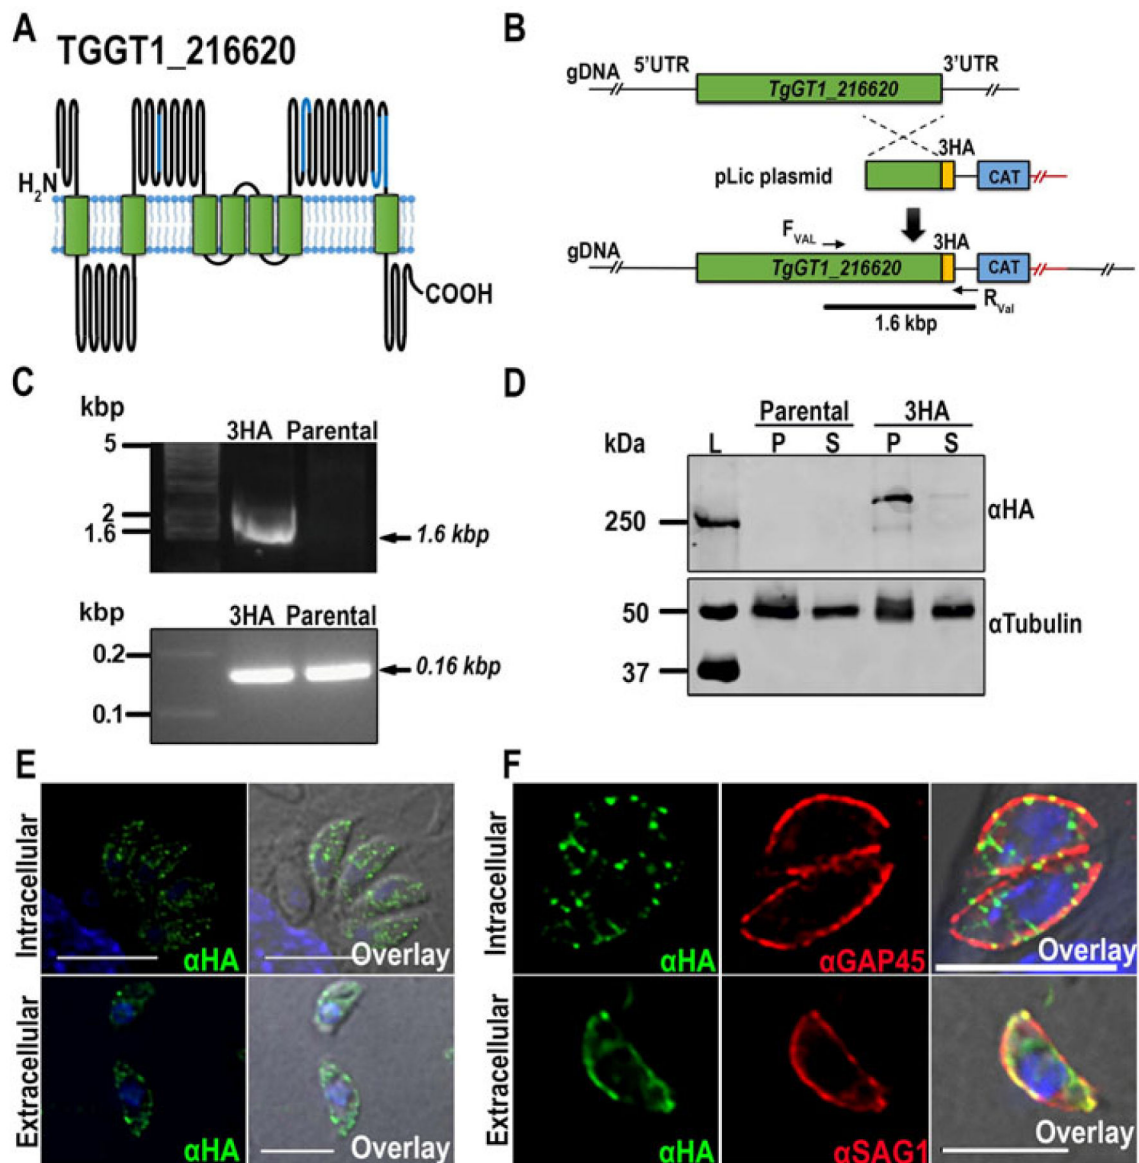 A
TGGT1_216620
H2N
COOH
B
gDNA
5'UTR
3'UTR
TgGT1_216620
3HA
pLic plasmid
CAT
FVAL
3HA
gDNA
TgGT1_216620
CAT
RVal
1.6 kbp
C
kbp
3HA Parental
5
2
1.6
1.6 kbp
kbp
3HA Parental
0.2
0.16 kbp
0.1
D
Parental 3HA
kDa
L P S P S
250
αHA
50
αTubulin
37
E
Intracellular
αHA
Overlay
Extracellular
αHA
Overlay
F
Intracellular
αHA
αGAP45
Overlay
Extracellular
αHA
αSAG1
Overlay